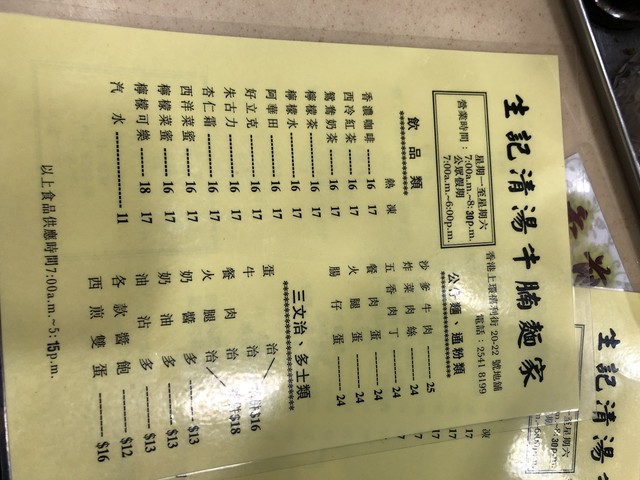 生記清湯牛腩麵家
香港上環禧利街20-22號地舖
電話：2541 8199
營業時間：星期一至星期六
7:00a.m.~8:30p.m.
公眾假期
7:00a.m.~6:00p.m.
飲品類
熱 凍
香濃咖啡 16 17
西冷紅茶 16 17
鴛鴦奶茶 16 17
檸檬茶 16 17
檸檬水 16 17
阿華田 16 17
好立克 16 17
朱古力 16 17
杏仁霜 16 17
西洋菜蜜 16 17
檸檬菜蜜 16 17
檸檬可樂 18 17
汽水 11
公仔麵、通粉類
沙爹牛肉 25
炸菜肉絲 24
五香肉丁 24
餐肉蛋 24
火腿蛋 24
腸仔蛋 24
三文治、多士類
蛋治
牛肉治
餐肉治 $16
火腿治 $18
奶醬多 $13
奶油多 $13
油占多 $13
各款醬飽 $12
西煎雙蛋 $16
以上食品供應時間7:00a.m.~5:15p.m.
生記清湯